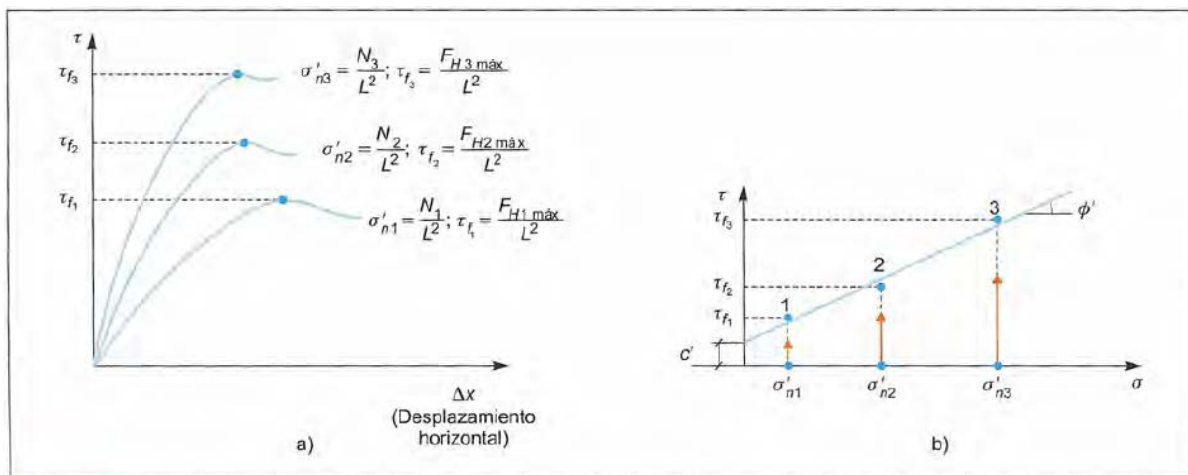 τ
τf3
σ′n3 = N3/L²; τf3 = FH3 máx/L²
τf2
σ′n2 = N2/L²; τf2 = FH2 máx/L²
τf1
σ′n1 = N1/L²; τf1 = FH1 máx/L²
Δx
(Desplazamiento
horizontal)
a)
τ
τf3
3
ϕ′
2
τf2
1
τf1
c′
σ′n1
σ′n2
σ′n3
σ
b)